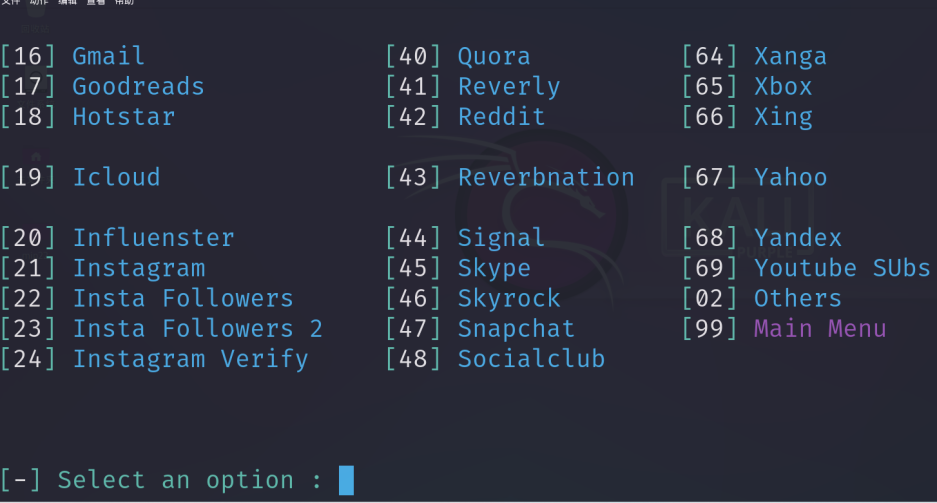 文件 动作 编辑 查看 帮助
[16] Gmail [40] Quora [64] Xanga
[17] Goodreads [41] Reverly [65] Xbox
[18] Hotstar [42] Reddit [66] Xing
[19] Icloud [43] Reverbnation [67] Yahoo
[20] Influenster [44] Signal [68] Yandex
[21] Instagram [45] Skype [69] Youtube SUbs
[22] Insta Followers [46] Skyrock [02] Others
[23] Insta Followers 2 [47] Snapchat [99] Main Menu
[24] Instagram Verify [48] Socialclub
KALI
PURPLE
[-] Select an option :